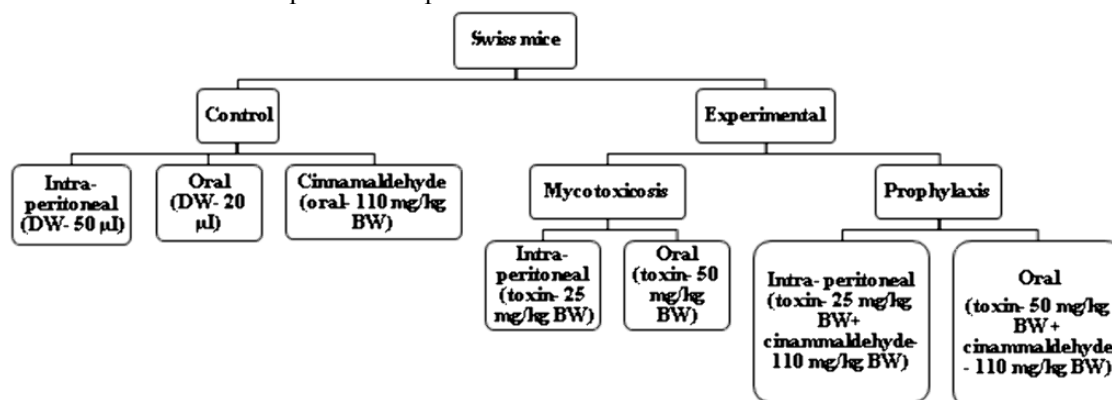 Swiss mice
Control
Experimental
Intra-
peritoneal
(DW- 50 µl)
Oral
(DW- 20
µl)
Cinnamaldehyde
(oral- 110 mg/kg
BW)
Mycotoxicosis
Prophylaxis
Intra-
peritoneal
(toxin- 25
mg/kg BW)
Oral
(toxin- 50
mg/kg BW)
Intra- peritoneal
(toxin- 25 mg/kg
BW+
cinammaldehyde-
110 mg/kg BW)
Oral
(toxin- 50 mg/kg
BW +
cinammaldehyde
- 110 mg/kg BW)